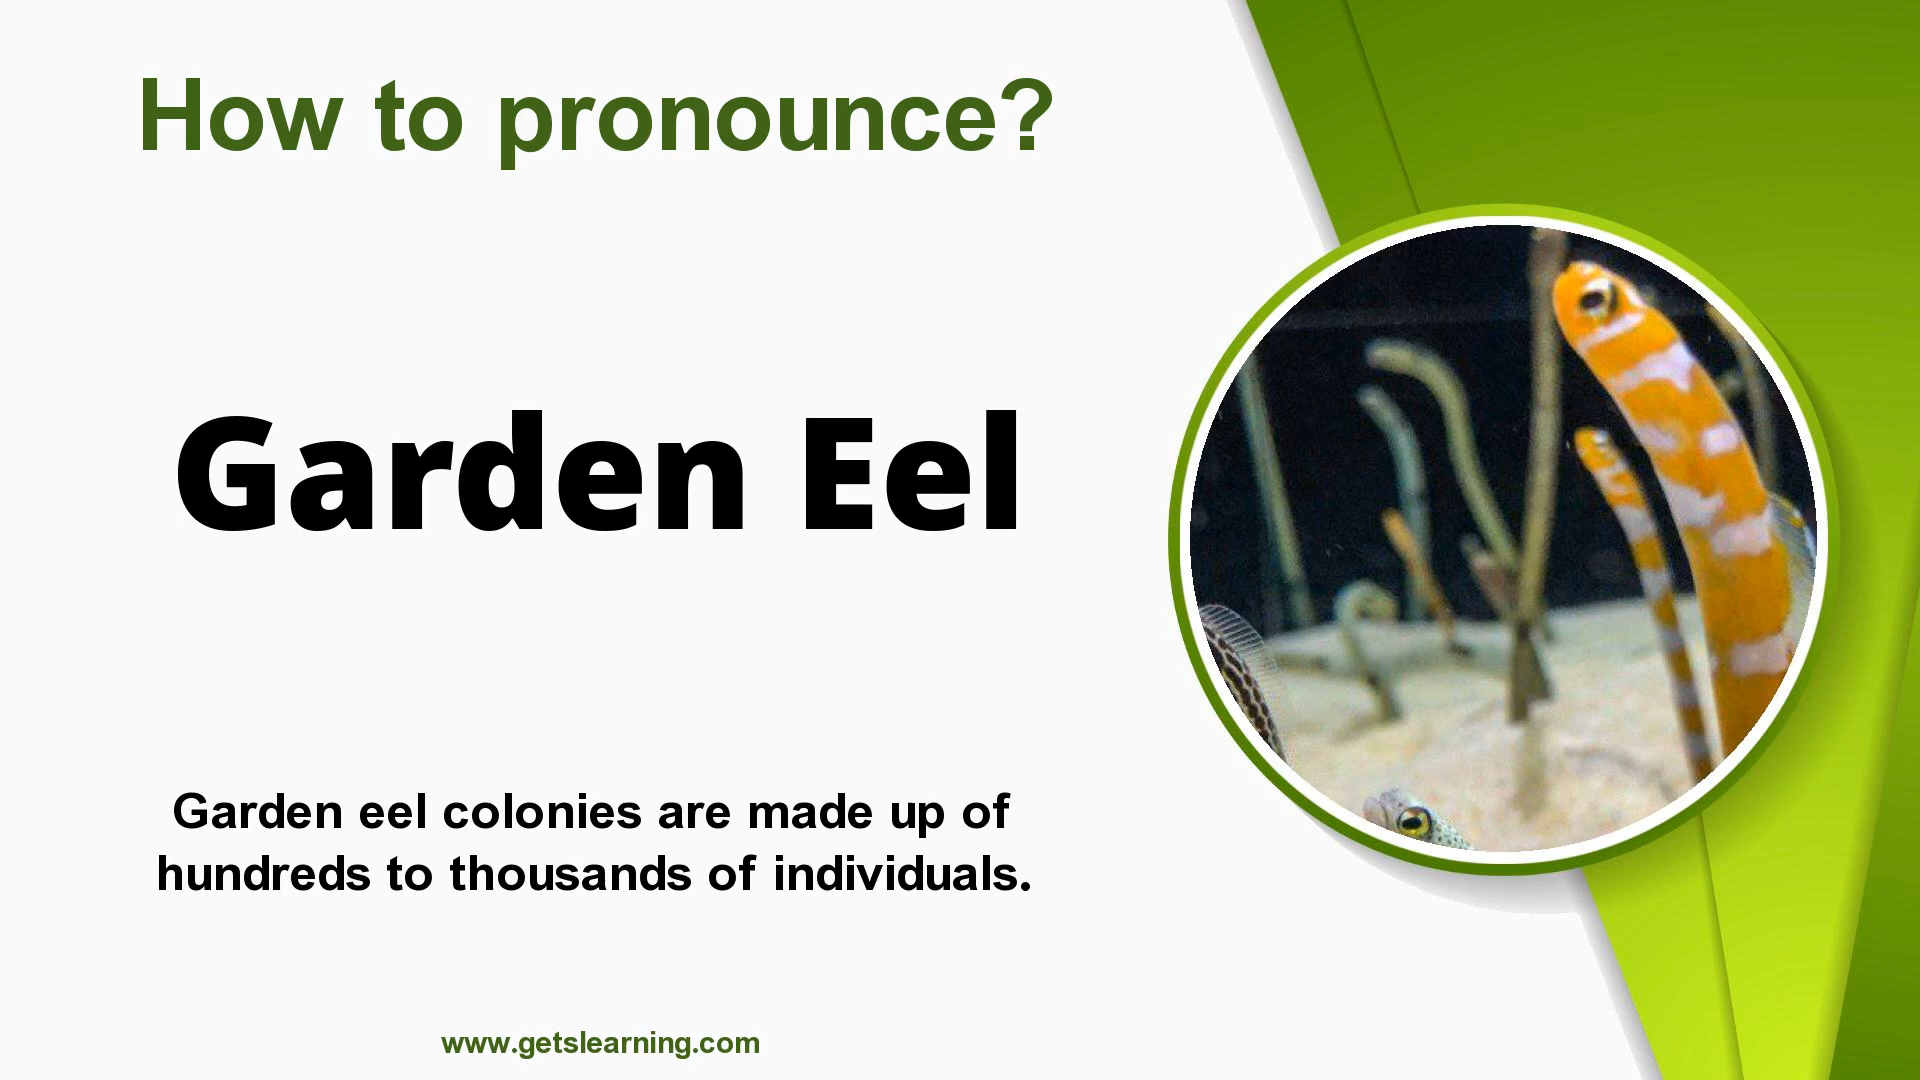 How to pronounce?
Garden Eel
Garden eel colonies are made up of
hundreds to thousands of individuals.
www.getslearning.com